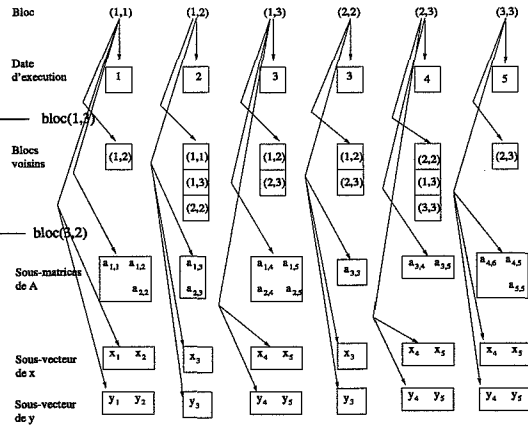 Bloc (1,1) (1,2) (1,3) (2,2) (2,3) (3,3)
Date d'execution 1 2 3 3 4 5
bloc(1,3)
Blocs voisins (1,2) (1,1) (1,2) (1,2) (2,2) (2,3)
(1,3) (2,3) (2,3) (1,3)
(2,2) (3,3)
bloc(3,2)
Sous-matrices de A a1,1 a1,2 a1,3 a1,4 a1,5 a3,3 a3,4 a3,5 a4,6 a4,5
a2,2 a2,3 a2,4 a2,5 a5,5
Sous-vecteur de x x1 x2 x3 x4 x5 x3 x4 x5 x4 x5
Sous-vecteur de y y1 y2 y3 y4 y5 y3 y4 y5 y4 y5